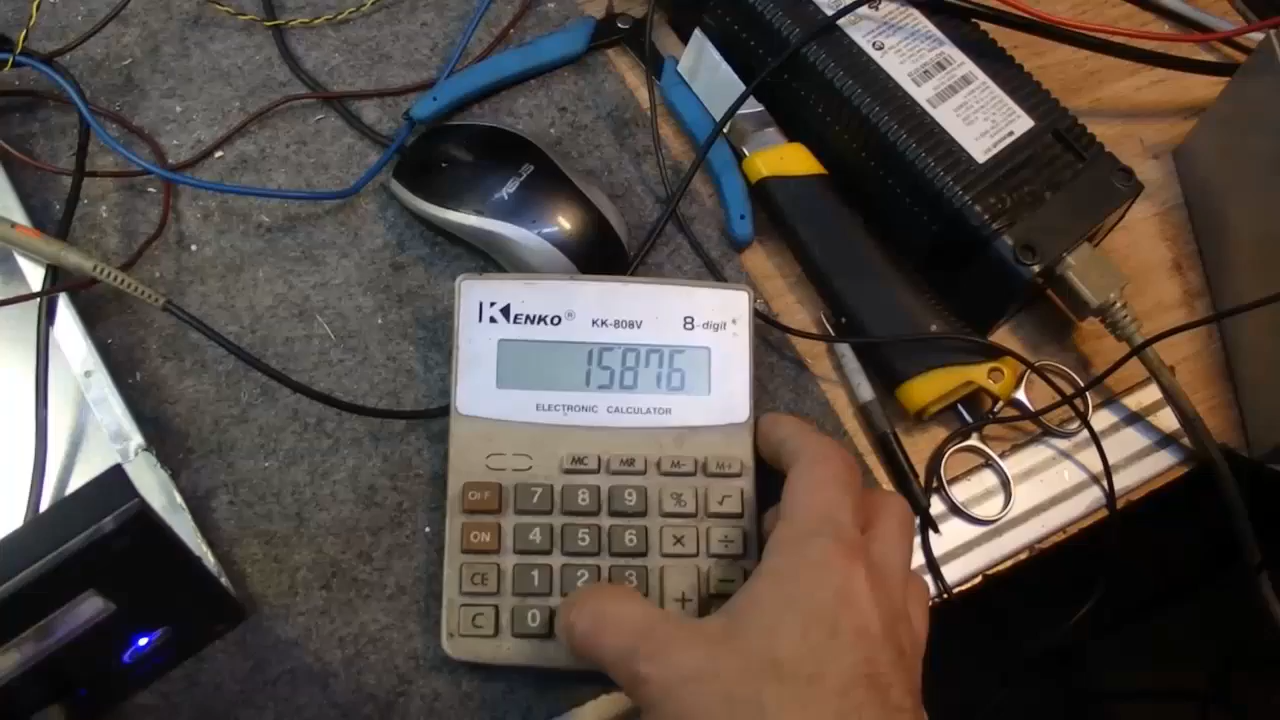 ASUS
KENKO® KK-808V 8-digit
15876
ELECTRONIC CALCULATOR
MC MR M- M+
OFF 7 8 9 % √
ON 4 5 6 × ÷
CE 1 2 3 + −
C 0